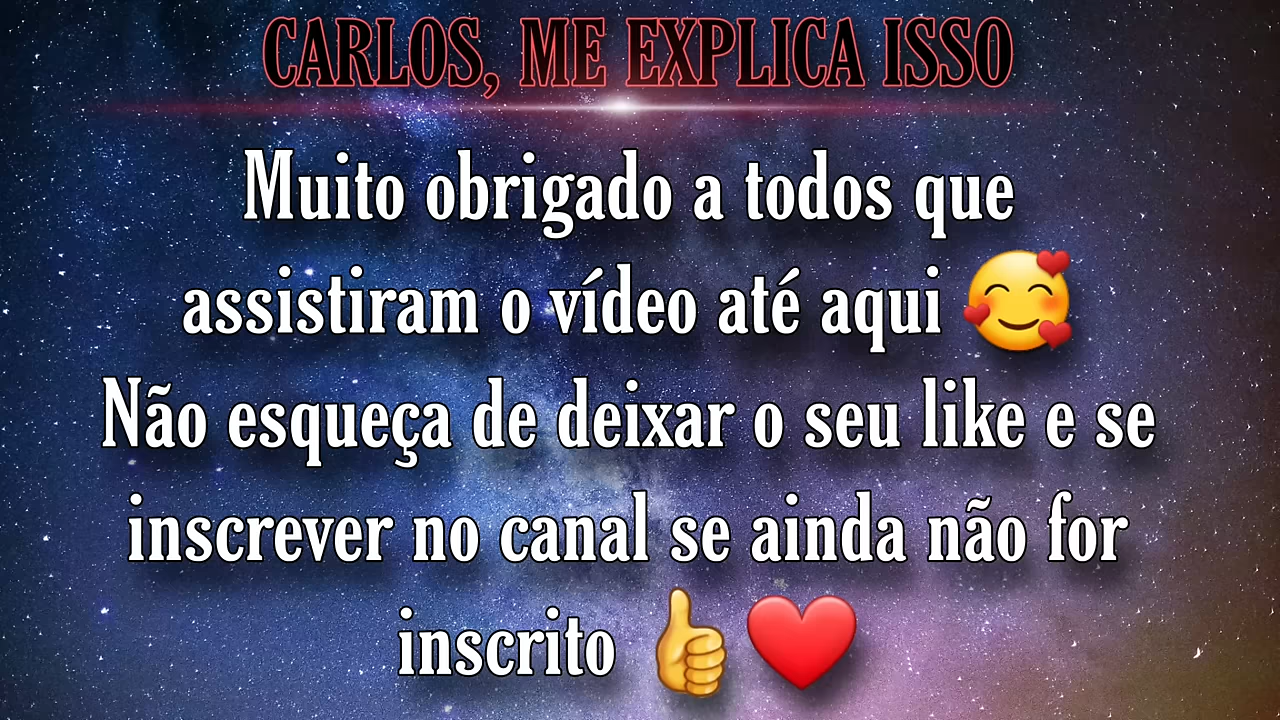 CARLOS, ME EXPLICA ISSO
Muito obrigado a todos que
assistiram o vídeo até aqui 🥰
Não esqueça de deixar o seu like e se
inscrever no canal se ainda não for
inscrito 👍❤️